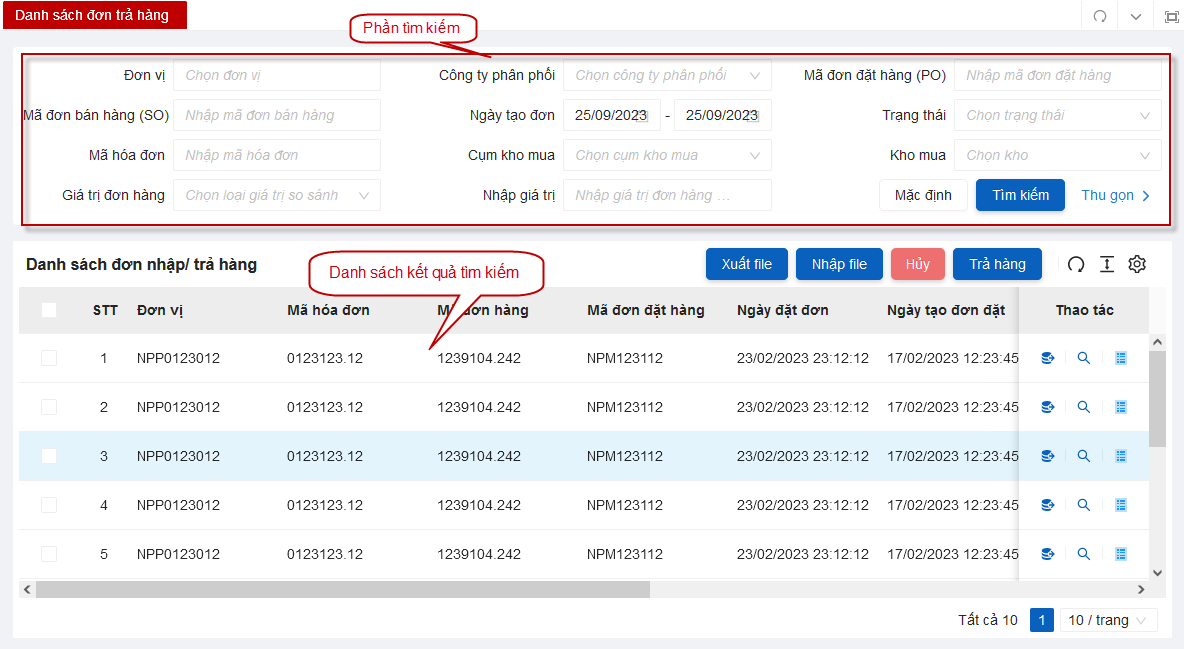 Danh sách đơn trả hàng
Phần tìm kiếm
Đơn vị Chọn đơn vị Công ty phân phối Chọn công ty phân phối Mã đơn đặt hàng (PO) Nhập mã đơn đặt hàng
Mã đơn bán hàng (SO) Nhập mã đơn bán hàng Ngày tạo đơn 25/09/2023 - 25/09/2023 Trạng thái Chọn trạng thái
Mã hóa đơn Nhập mã hóa đơn Cụm kho mua Chọn cụm kho mua Kho mua Chọn kho
Giá trị đơn hàng Chọn loại giá trị so sánh Nhập giá trị Nhập giá trị đơn hàng ... Mặc định Tìm kiếm Thu gọn
Danh sách đơn nhập/ trả hàng Danh sách kết quả tìm kiếm Xuất file Nhập file Hủy Trả hàng
STT Đơn vị Mã hóa đơn Mã đơn hàng Mã đơn đặt hàng Ngày đặt đơn Ngày tạo đơn đặt Thao tác
1 NPP0123012 0123123.12 1239104.242 NPM123112 23/02/2023 23:12:12 17/02/2023 12:23:45
2 NPP0123012 0123123.12 1239104.242 NPM123112 23/02/2023 23:12:12 17/02/2023 12:23:45
3 NPP0123012 0123123.12 1239104.242 NPM123112 23/02/2023 23:12:12 17/02/2023 12:23:45
4 NPP0123012 0123123.12 1239104.242 NPM123112 23/02/2023 23:12:12 17/02/2023 12:23:45
5 NPP0123012 0123123.12 1239104.242 NPM123112 23/02/2023 23:12:12 17/02/2023 12:23:45
Tất cả 10 1 10 / trang